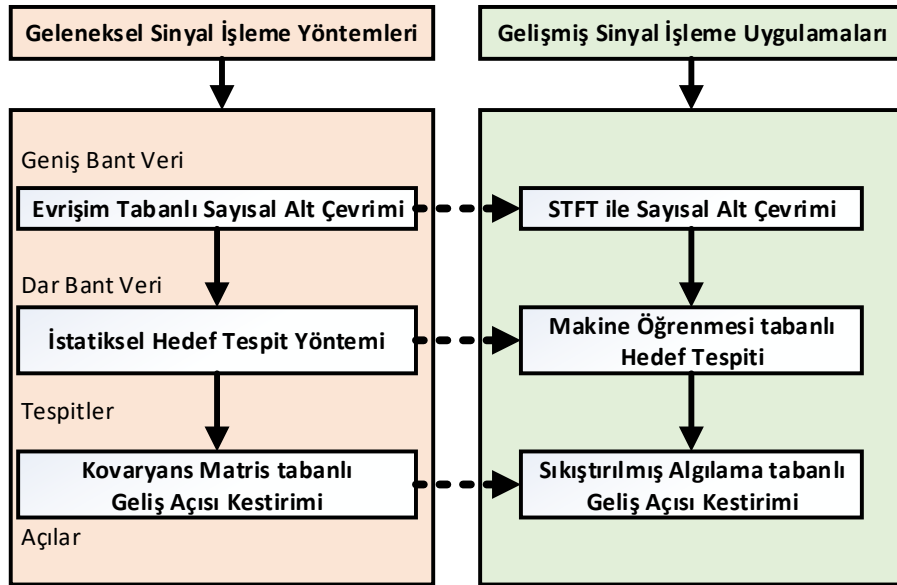 Geleneksel Sinyal İşleme Yöntemleri
Geniş Bant Veri
Evrişim Tabanlı Sayısal Alt Çevrimi
Dar Bant Veri
İstatiksel Hedef Tespit Yöntemi
Tespitler
Kovaryans Matris tabanlı
Geliş Açısı Kestirimi
Açılar
Gelişmiş Sinyal İşleme Uygulamaları
STFT ile Sayısal Alt Çevrimi
Makine Öğrenmesi tabanlı
Hedef Tespiti
Sıkıştırılmış Algılama tabanlı
Geliş Açısı Kestirimi